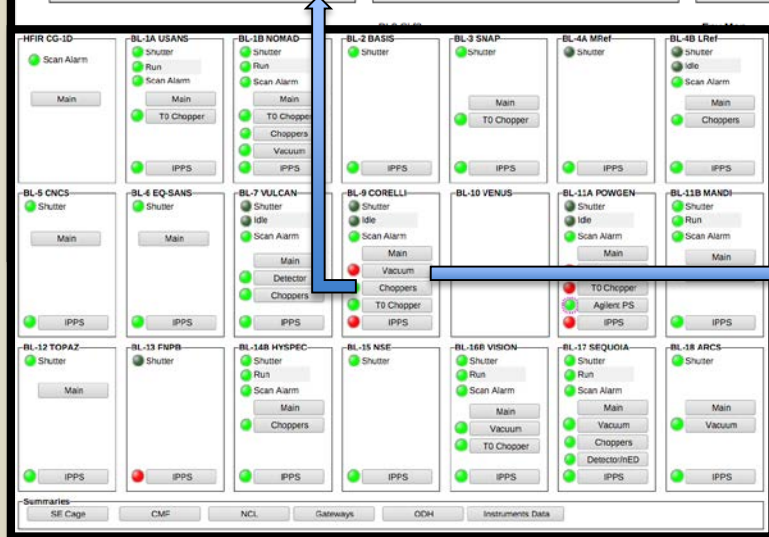 HFIR CG-1D
Scan Alarm
Main
BL-1A USANS
Shutter
Run
Scan Alarm
Main
T0 Chopper
IPPS
BL-1B NOMAD
Shutter
Run
Scan Alarm
Main
T0 Chopper
Choppers
Vacuum
IPPS
BL-2 BASIS
Shutter
IPPS
BL-3 SNAP
Shutter
Main
T0 Chopper
IPPS
BL-4A MRef
Shutter
IPPS
BL-4B LRef
Shutter
Idle
Scan Alarm
Main
Choppers
IPPS
BL-5 CNCS
Shutter
Main
IPPS
BL-6 EQ-SANS
Shutter
Main
IPPS
BL-7 VULCAN
Shutter
Idle
Scan Alarm
Main
Detector
Choppers
IPPS
BL-9 CORELLI
Shutter
Idle
Scan Alarm
Main
Vacuum
Choppers
T0 Chopper
IPPS
BL-10 VENUS
BL-11A POWGEN
Shutter
Idle
Scan Alarm
Main
T0 Chopper
Agilent PS
IPPS
BL-11B MANDI
Shutter
Run
Scan Alarm
Main
IPPS
BL-12 TOPAZ
Shutter
Main
IPPS
BL-13 FNPB
Shutter
IPPS
BL-14B HYSPEC
Shutter
Run
Scan Alarm
Main
Choppers
IPPS
BL-15 NSE
Shutter
IPPS
BL-16B VISION
Shutter
Run
Scan Alarm
Main
Vacuum
T0 Chopper
IPPS
BL-17 SEQUOIA
Shutter
Run
Scan Alarm
Main
Vacuum
Choppers
Detector/nED
IPPS
BL-18 ARCS
Shutter
Main
Vacuum
IPPS
Summaries
SE Cage
CMF
NCL
Gateways
ODH
Instruments Data